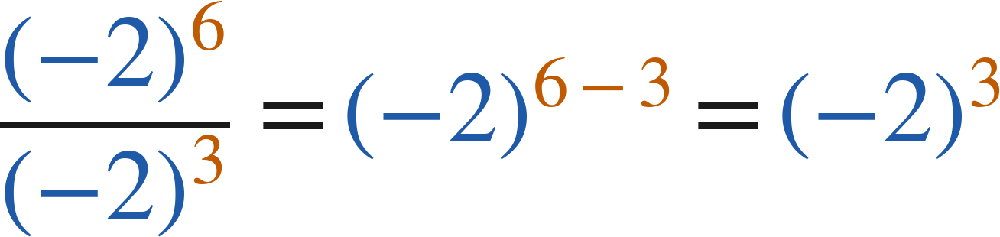 (−2)⁶/(−2)³ = (−2)⁶ ⁻ ³ = (−2)³